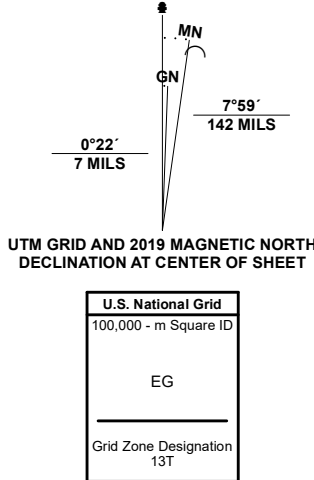 MN
GN
7°59´
142 MILS
0°22´
7 MILS
UTM GRID AND 2019 MAGNETIC NORTH
DECLINATION AT CENTER OF SHEET
U.S. National Grid
100,000 - m Square ID
EG
Grid Zone Designation
13T